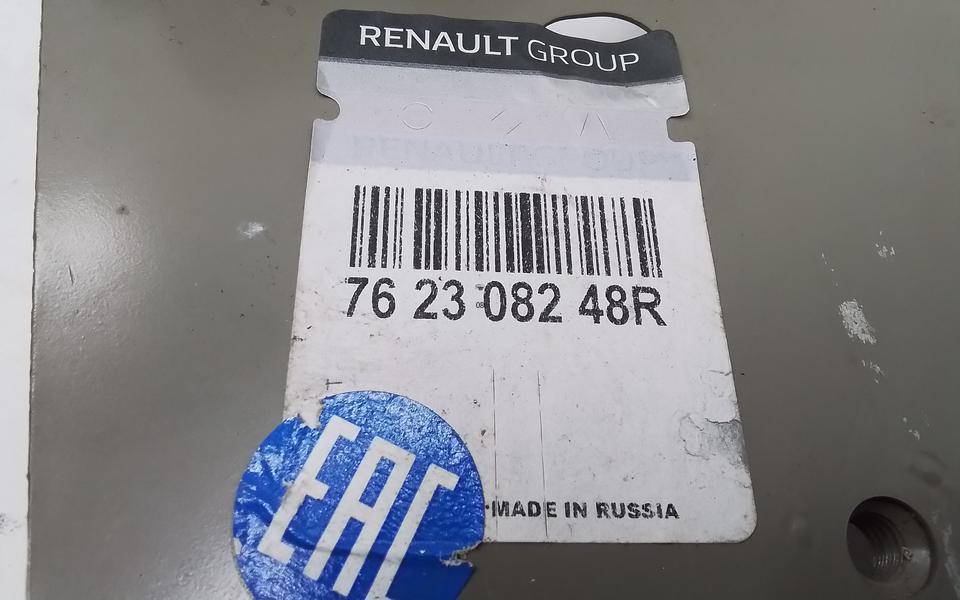 RENAULT GROUP
76 23 082 48R
EAC
MADE IN RUSSIA